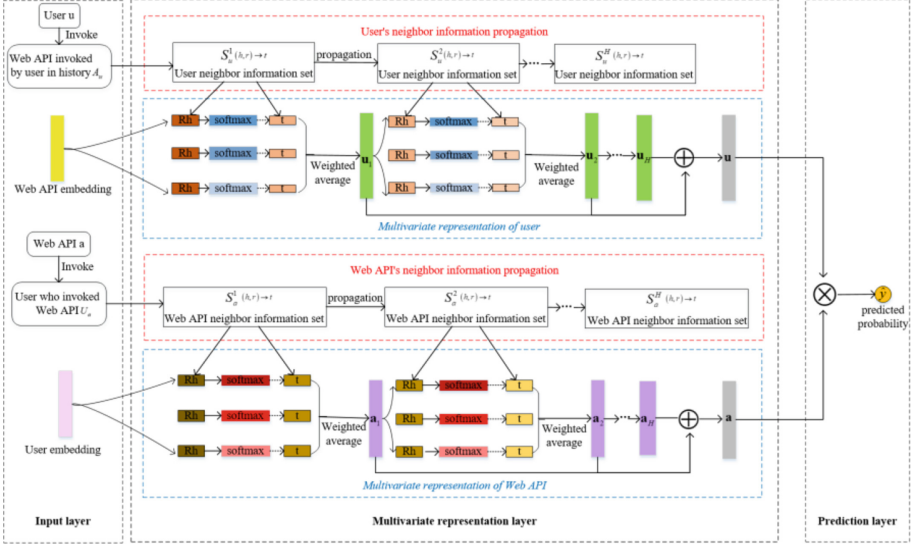 User u
Invoke
Web API invoked
by user in history A_u
Web API embedding
User's neighbor information propagation
S_u^1 (h,r)→t
User neighbor information set
propagation
S_u^2 (h,r)→t
User neighbor information set
S_u^H (h,r)→t
User neighbor information set
Rh softmax t
Rh softmax t
Rh softmax t
Weighted
average
u_1
Rh softmax t
Rh softmax t
Rh softmax t
Weighted
average
u_2
u_H
u
Multivariate representation of user
Web API a
Invoke
User who invoked
Web API U_a
User embedding
Web API's neighbor information propagation
S_a^1 (h,r)→t
Web API neighbor information set
propagation
S_a^2 (h,r)→t
Web API neighbor information set
S_a^H (h,r)→t
Web API neighbor information set
Rh softmax t
Rh softmax t
Rh softmax t
Weighted
average
a_1
Rh softmax t
Rh softmax t
Rh softmax t
Weighted
average
a_2
a_H
a
Multivariate representation of Web API
ŷ
predicted
probability
Input layer
Multivariate representation layer
Prediction layer